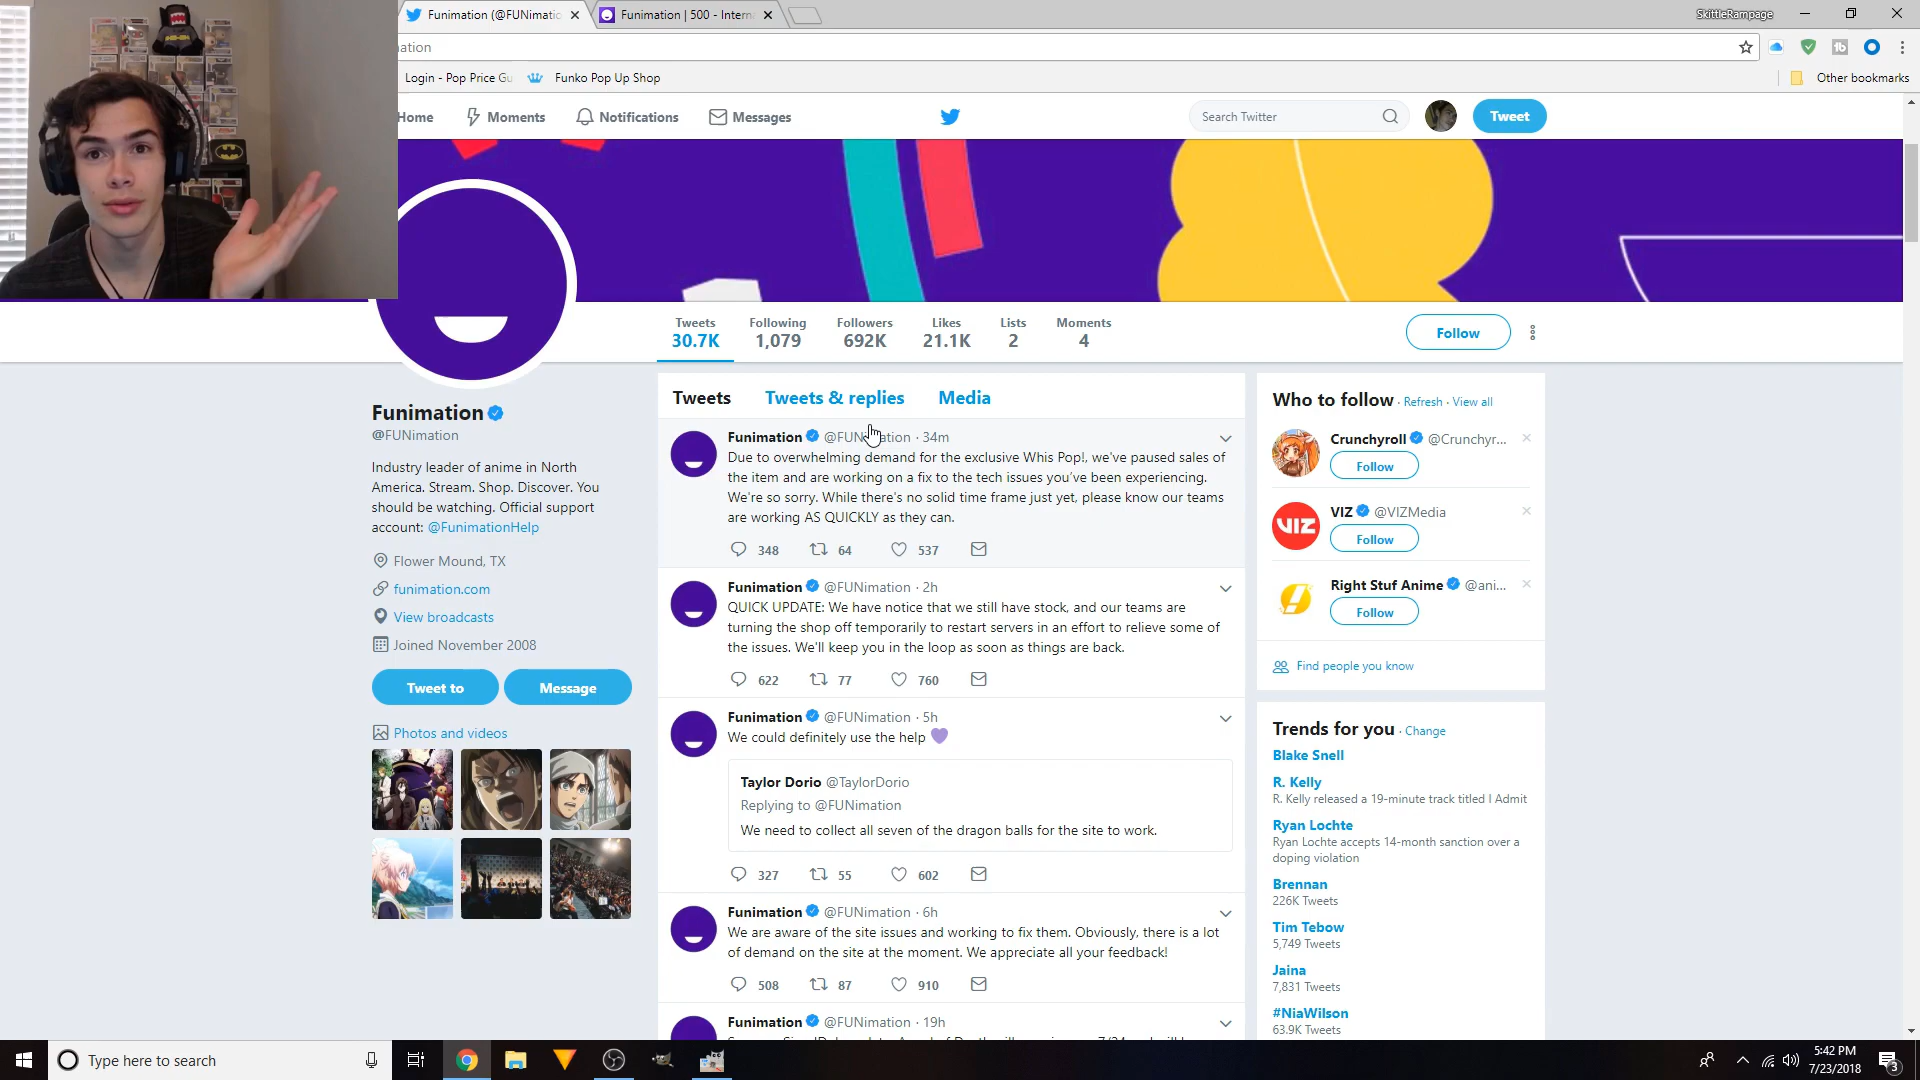 Funimation (@FUNimatio
Funimation | 500 - Intern
SkittleRampage
ation
Login - Pop Price Gu
Funko Pop Up Shop
Other bookmarks
Home
Moments
Notifications
Messages
Search Twitter
Tweet
Tweets
30.7K
Following
1,079
Followers
692K
Likes
21.1K
Lists
2
Moments
4
Follow
Funimation
@FUNimation
Industry leader of anime in North
America. Stream. Shop. Discover. You
should be watching. Official support
account: @FunimationHelp
Flower Mound, TX
funimation.com
View broadcasts
Joined November 2008
Tweet to
Message
Photos and videos
Tweets Tweets & replies Media
Funimation @FUNimation · 34m
Due to overwhelming demand for the exclusive Whis Pop!, we've paused sales of
the item and are working on a fix to the tech issues you've been experiencing.
We're so sorry. While there's no solid time frame just yet, please know our teams
are working AS QUICKLY as they can.
348 64 537
Funimation @FUNimation · 2h
QUICK UPDATE: We have notice that we still have stock, and our teams are
turning the shop off temporarily to restart servers in an effort to relieve some of
the issues. We'll keep you in the loop as soon as things are back.
622 77 760
Funimation @FUNimation · 5h
We could definitely use the help 💜
Taylor Dorio @TaylorDorio
Replying to @FUNimation
We need to collect all seven of the dragon balls for the site to work.
327 55 602
Funimation @FUNimation · 6h
We are aware of the site issues and working to fix them. Obviously, there is a lot
of demand on the site at the moment. We appreciate all your feedback!
508 87 910
Funimation @FUNimation · 19h
Who to follow · Refresh · View all
Crunchyroll @Crunchyr...
Follow
VIZ
VIZ @VIZMedia
Follow
Right Stuf Anime @ani...
Follow
Find people you know
Trends for you · Change
Blake Snell
R. Kelly
R. Kelly released a 19-minute track titled I Admit
Ryan Lochte
Ryan Lochte accepts 14-month sanction over a
doping violation
Brennan
226K Tweets
Tim Tebow
5,749 Tweets
Jaina
7,831 Tweets
#NiaWilson
63.9K Tweets
Type here to search
5:42 PM
7/23/2018
3